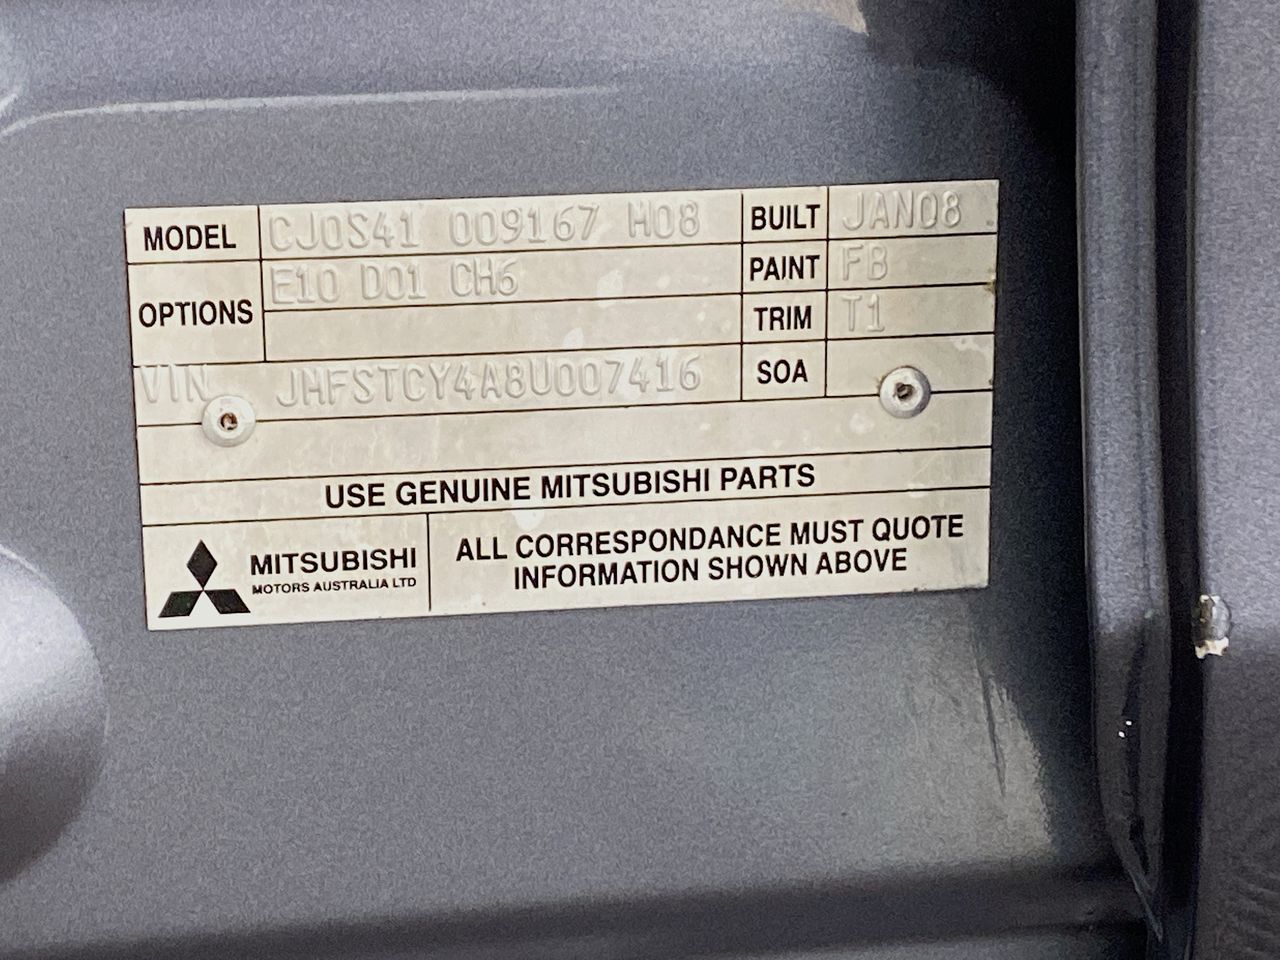 MODEL CJ0S41 009167 H08 BUILT JAN08
OPTIONS E10 D01 CH6 PAINT FB
TRIM T1
VIN JMFSTCY4A8U007416 SOA
USE GENUINE MITSUBISHI PARTS
MITSUBISHI
MOTORS AUSTRALIA LTD
ALL CORRESPONDANCE MUST QUOTE
INFORMATION SHOWN ABOVE